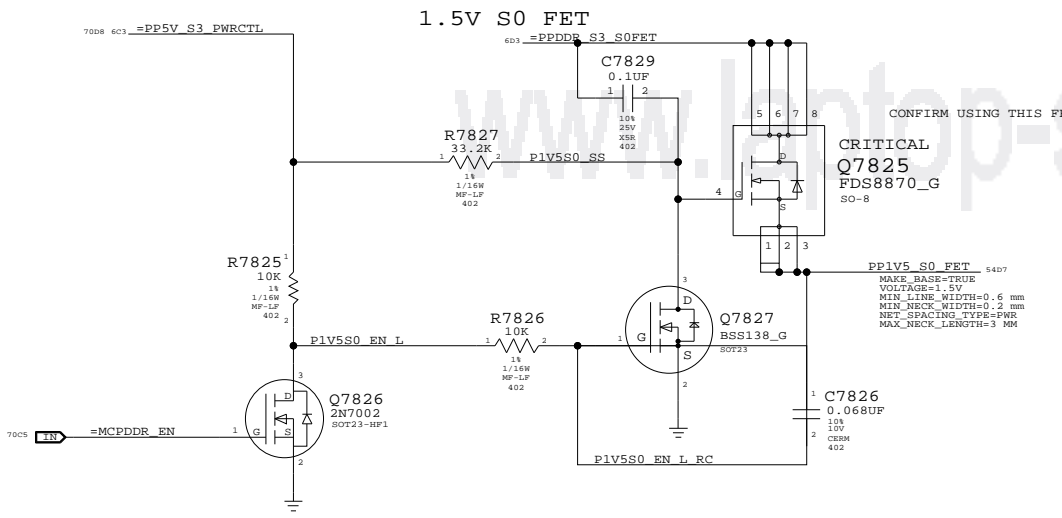 1.5V S0 FET
70D8 6C3 =PP5V_S3_PWRCTL
6D3 =PPDDR_S3_S0FET
C7829
0.1UF
1 2
10%
25V
X5R
402
5 6 7 8
CONFIRM USING THIS FE
www.laptop-s
R7827
33.2K
1 2 P1V5S0_SS
1%
1/16W
MF-LF
402
CRITICAL
Q7825
FDS8870_G
SO-8
D
4 G
S
1 2 3
PP1V5_S0_FET 54D7
MAKE_BASE=TRUE
VOLTAGE=1.5V
MIN_LINE_WIDTH=0.6 mm
MIN_NECK_WIDTH=0.2 mm
NET_SPACING_TYPE=PWR
MAX_NECK_LENGTH=3 MM
R7825
1
10K
1%
1/16W
MF-LF
402
2
P1V5S0_EN_L
R7826
10K
1 2
1%
1/16W
MF-LF
402
3
D
Q7827
BSS138_G
SOT23
1 G S
2
3
D
Q7826
2N7002
SOT23-HF1
70C5 IN =MCPDDR_EN 1 G S
2
1
C7826
0.068UF
10%
10V
CERM
402
2
P1V5S0_EN_L_RC